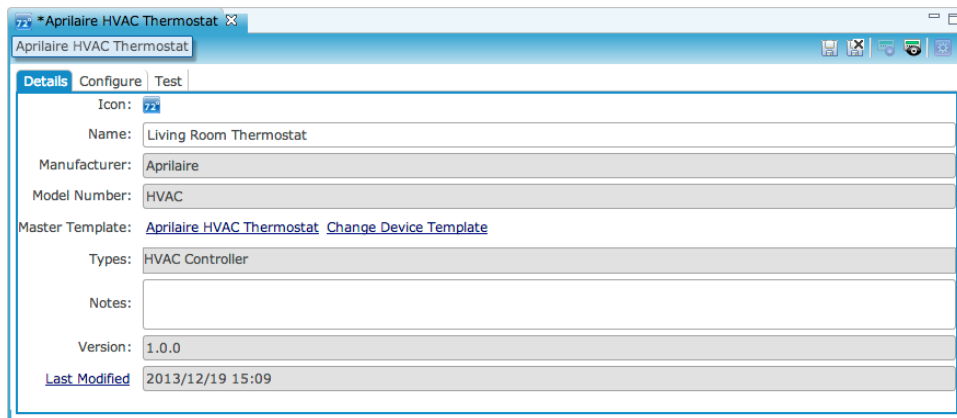 72° *Aprilaire HVAC Thermostat
Aprilaire HVAC Thermostat
Details Configure Test
Icon: 72°
Name: Living Room Thermostat
Manufacturer: Aprilaire
Model Number: HVAC
Master Template: Aprilaire HVAC Thermostat Change Device Template
Types: HVAC Controller
Notes:
Version: 1.0.0
Last Modified 2013/12/19 15:09